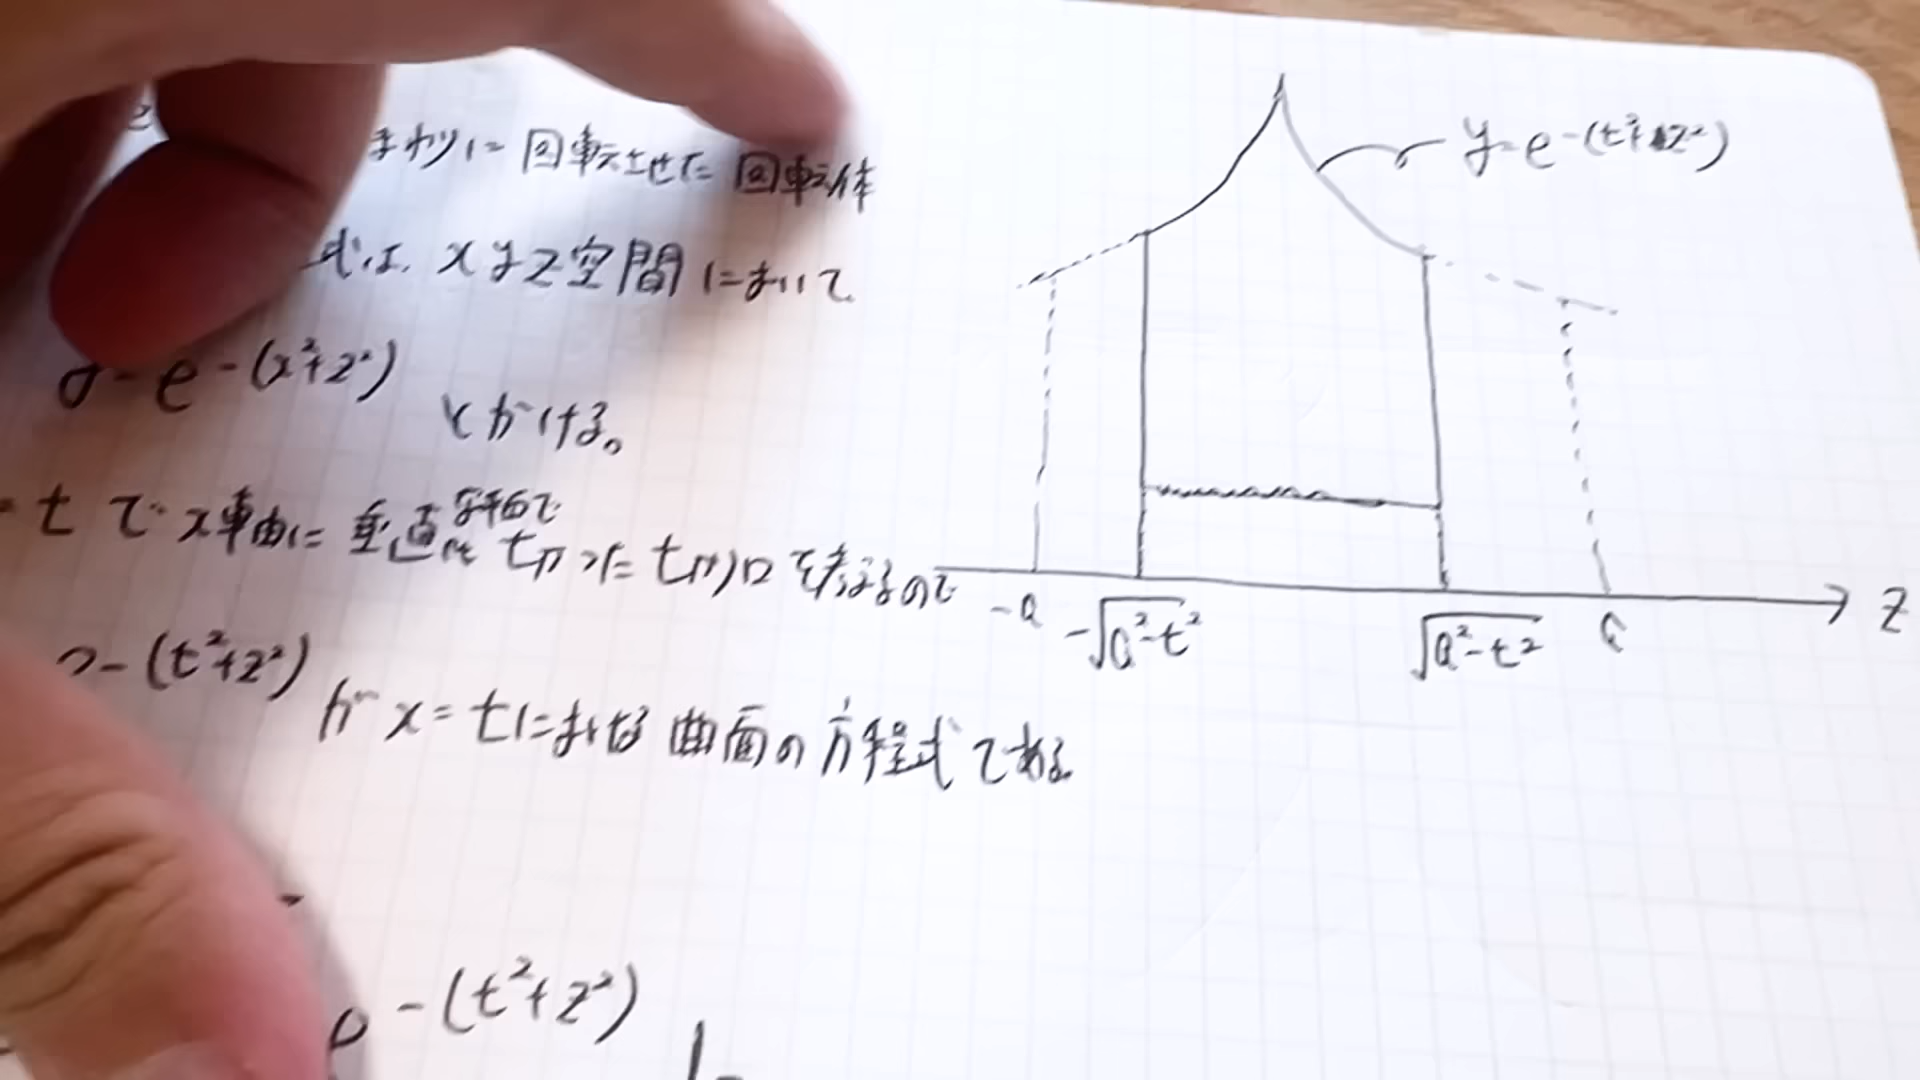 まわりに回転させた回転体
式は、xyz空間において
y=e-(x²+z²) とかける。
tでx軸に垂直な平面で切った切り口を考えるので
-(t²+z²) がx=tにおける曲面の方程式である
e-(t²+z²)
y=e-(t²+z²)
-a
-√a²-t²
√a²-t²
a
z